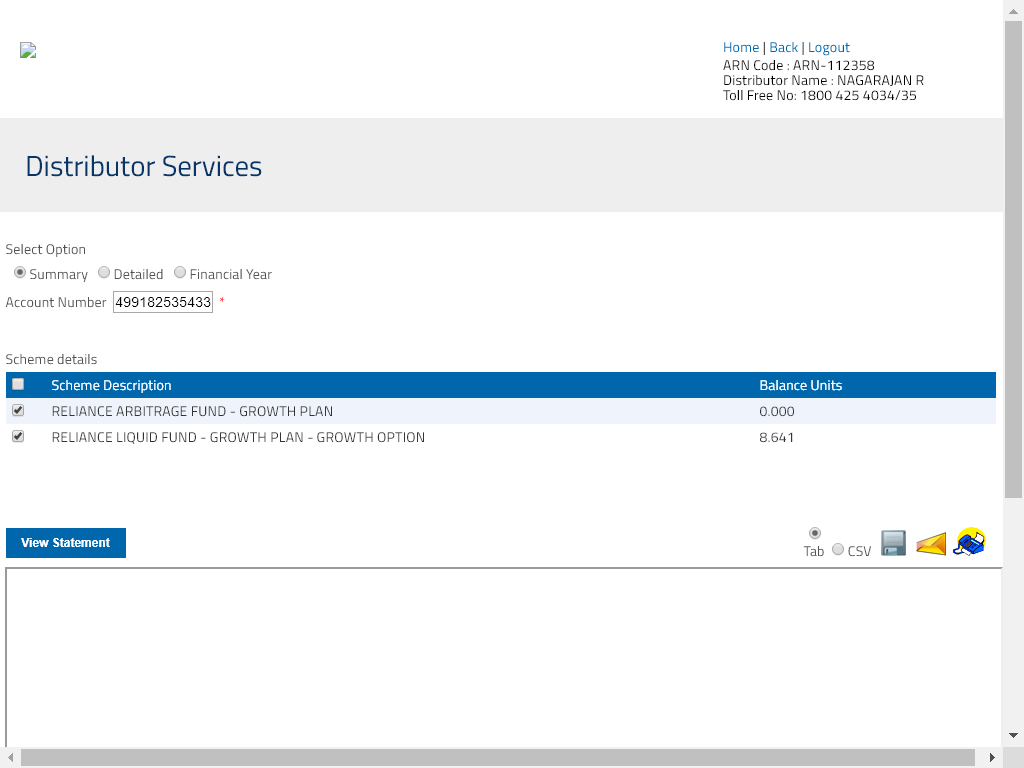 Home | Back | Logout
ARN Code : ARN-112358
Distributor Name : NAGARAJAN R
Toll Free No: 1800 425 4034/35
Distributor Services
Select Option
Summary Detailed Financial Year
Account Number 499182535433 *
Scheme details
Scheme Description Balance Units
RELIANCE ARBITRAGE FUND - GROWTH PLAN 0.000
RELIANCE LIQUID FUND - GROWTH PLAN - GROWTH OPTION 8.641
View Statement Tab CSV